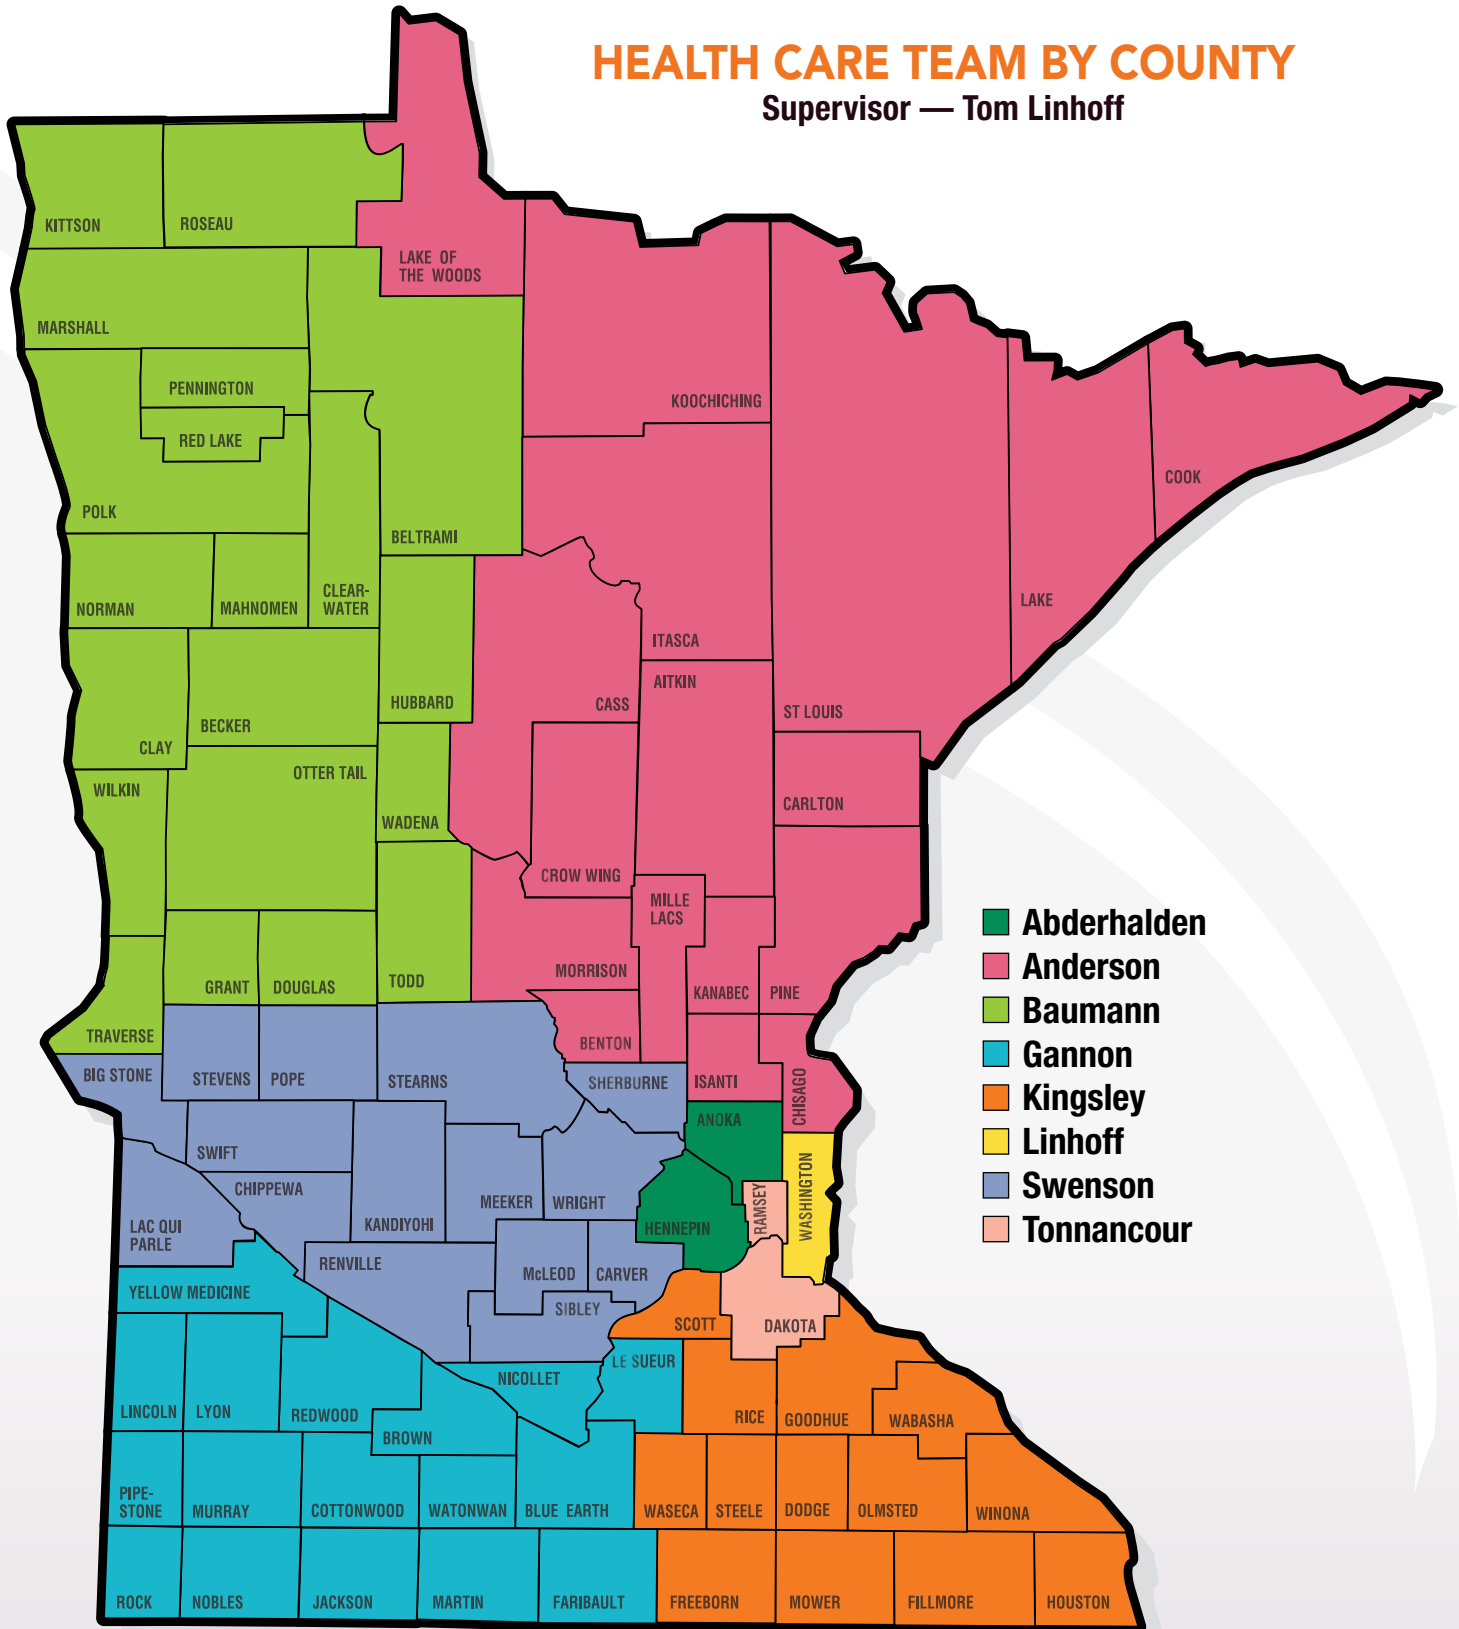 HEALTH CARE TEAM BY COUNTY
Supervisor — Tom Linhoff
KITTSON
ROSEAU
LAKE OF
THE WOODS
MARSHALL
PENNINGTON
RED LAKE
POLK
KOOCHICHING
COOK
BELTRAMI
NORMAN
MAHNOMEN
CLEAR-
WATER
LAKE
ITASCA
AITKIN
HUBBARD
CASS
ST LOUIS
BECKER
CLAY
OTTER TAIL
WILKIN
WADENA
CARLTON
CROW WING
MILLE
LACS
MORRISON
TODD
GRANT
DOUGLAS
KANABEC
PINE
TRAVERSE
BENTON
BIG STONE
STEVENS
POPE
STEARNS
SHERBURNE
ISANTI
CHISAGO
ANOKA
SWIFT
CHIPPEWA
MEEKER
WRIGHT
KANDIYOHI
LAC QUI
PARLE
HENNEPIN
RAMSEY
WASHINGTON
RENVILLE
McLEOD
CARVER
YELLOW MEDICINE
SIBLEY
SCOTT
DAKOTA
LE SUEUR
NICOLLET
LINCOLN
LYON
REDWOOD
BROWN
RICE
GOODHUE
WABASHA
PIPE-
STONE
MURRAY
COTTONWOOD
WATONWAN
BLUE EARTH
WASECA
STEELE
DODGE
OLMSTED
WINONA
ROCK
NOBLES
JACKSON
MARTIN
FARIBAULT
FREEBORN
MOWER
FILLMORE
HOUSTON
Abderhalden
Anderson
Baumann
Gannon
Kingsley
Linhoff
Swenson
Tonnancour